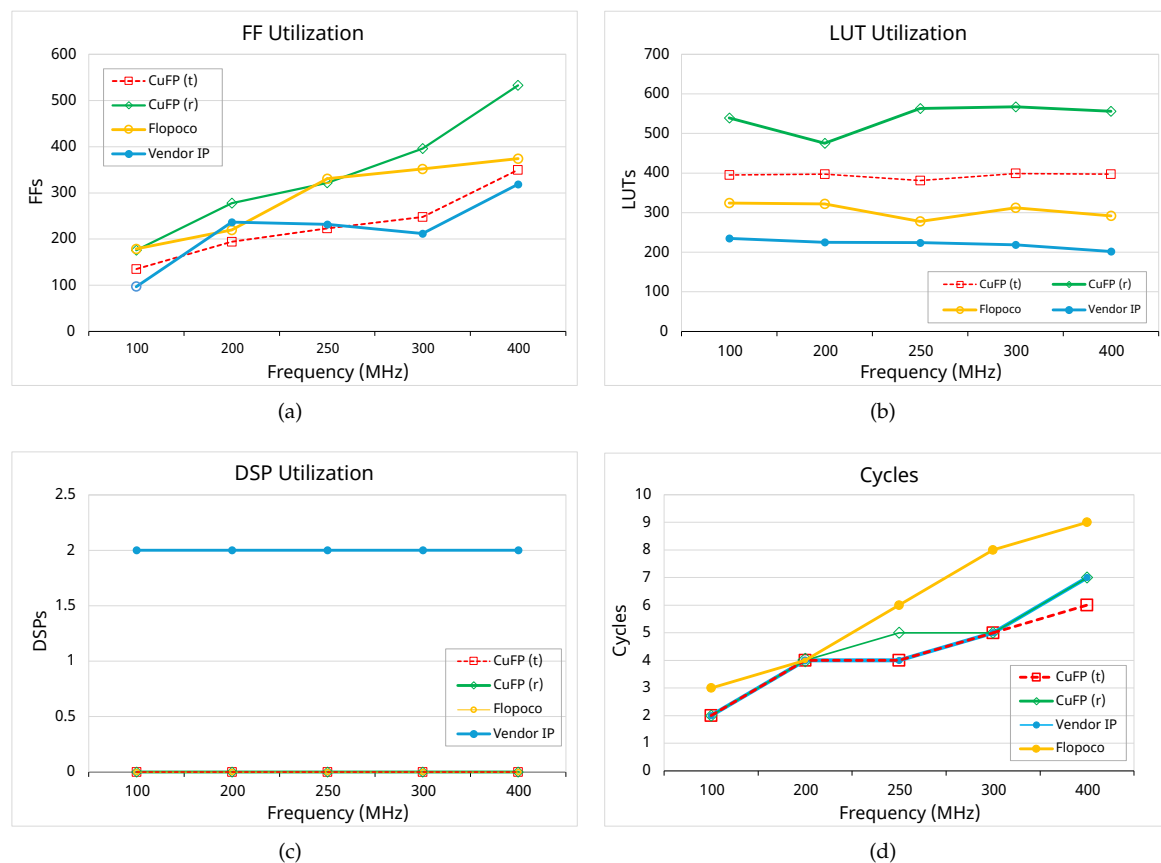 FF Utilization
600
500
400
300
200
100
0
FFs
CuFP (t)
CuFP (r)
Flopoco
Vendor IP
100 200 250 300 400
Frequency (MHz)
(a)
LUT Utilization
700
600
500
400
300
200
100
0
LUTs
CuFP (t) CuFP (r)
Flopoco Vendor IP
100 200 250 300 400
Frequency (MHz)
(b)
DSP Utilization
2.5
2
1.5
1
0.5
0
DSPs
CuFP (t)
CuFP (r)
Flopoco
Vendor IP
100 200 250 300 400
Frequency (MHz)
(c)
Cycles
10
9
8
7
6
5
4
3
2
1
0
Cycles
CuFP (t)
CuFP (r)
Vendor IP
Flopoco
100 200 250 300 400
Frequency (MHz)
(d)